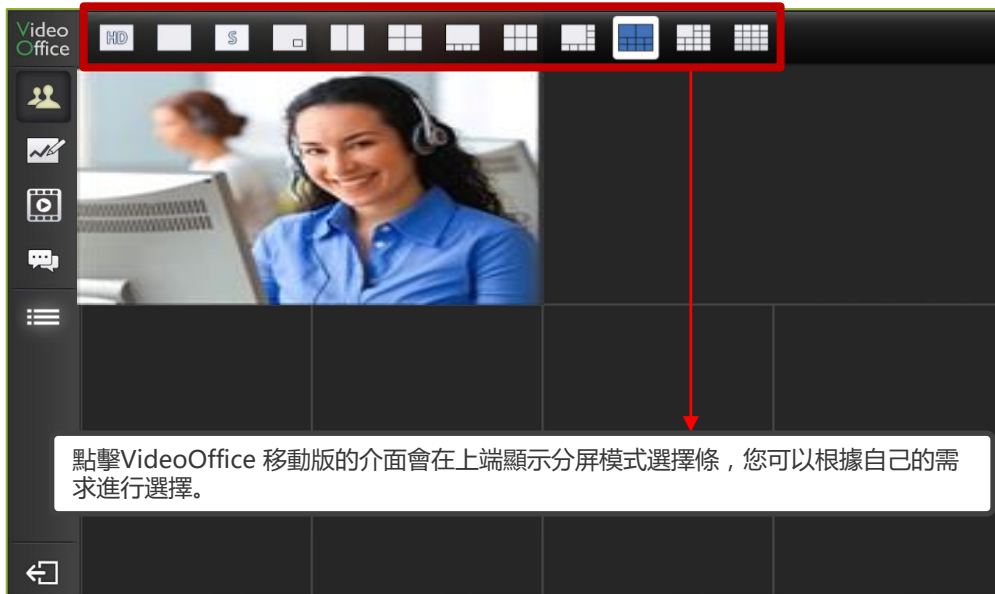 Video
Office
HD
S
點擊VideoOffice 移動版的介面會在上端顯示分屏模式選擇條，您可以根據自己的需
求進行選擇。